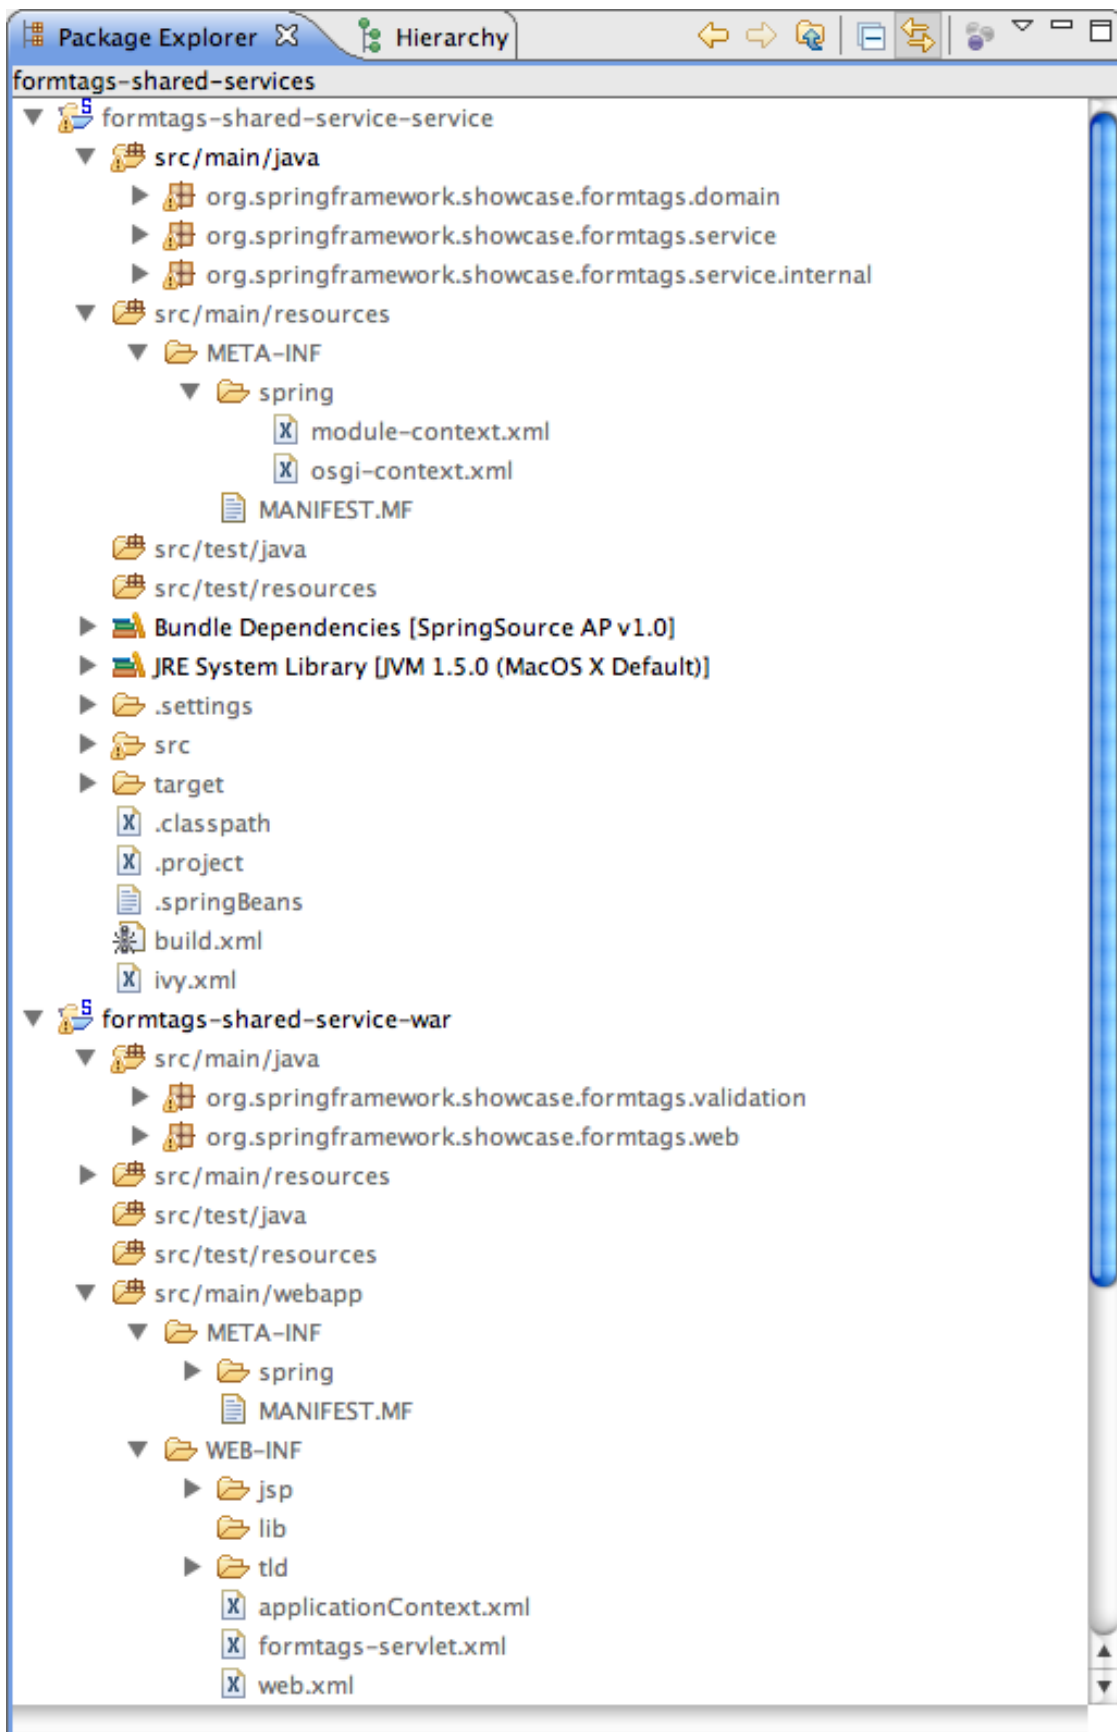 Package Explorer Hierarchy
formtags-shared-services
formtags-shared-service-service
src/main/java
org.springframework.showcase.formtags.domain
org.springframework.showcase.formtags.service
org.springframework.showcase.formtags.service.internal
src/main/resources
META-INF
spring
module-context.xml
osgi-context.xml
MANIFEST.MF
src/test/java
src/test/resources
Bundle Dependencies [SpringSource AP v1.0]
JRE System Library [JVM 1.5.0 (MacOS X Default)]
.settings
src
target
.classpath
.project
.springBeans
build.xml
ivy.xml
formtags-shared-service-war
src/main/java
org.springframework.showcase.formtags.validation
org.springframework.showcase.formtags.web
src/main/resources
src/test/java
src/test/resources
src/main/webapp
META-INF
spring
MANIFEST.MF
WEB-INF
jsp
lib
tld
applicationContext.xml
formtags-servlet.xml
web.xml